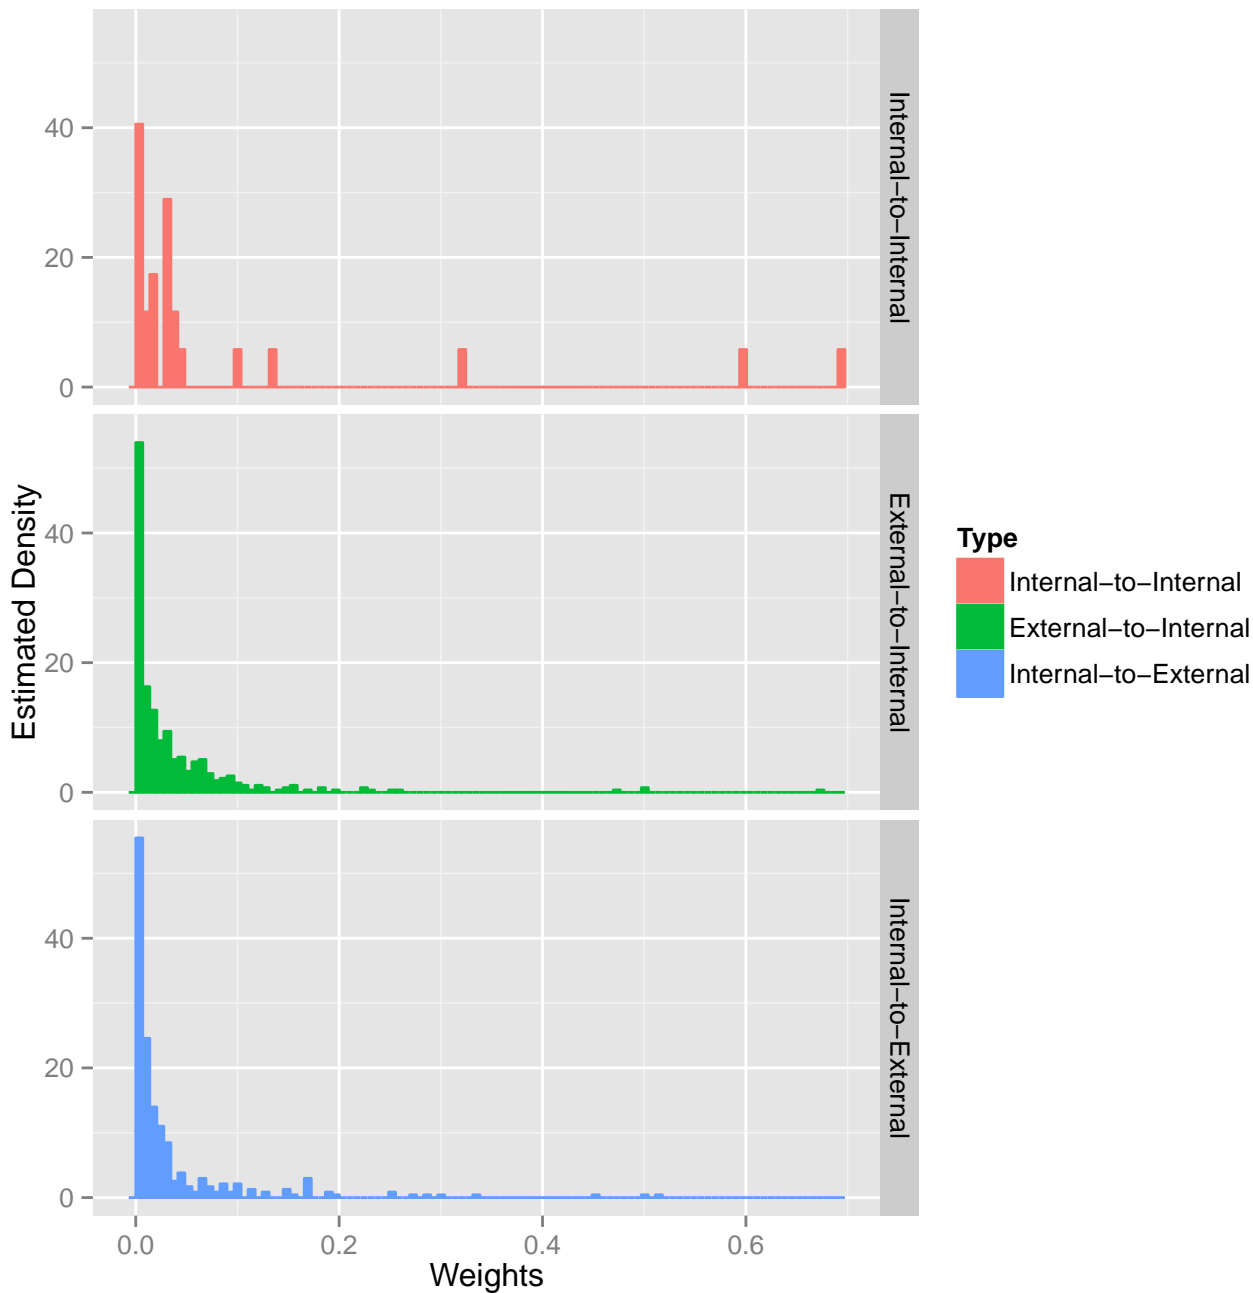 40
20
0
Internal−to−Internal
40
20
0
External−to−Internal
40
20
0
Internal−to−External
0.0 0.2 0.4 0.6
Weights
Estimated Density
Type
Internal−to−Internal
External−to−Internal
Internal−to−External